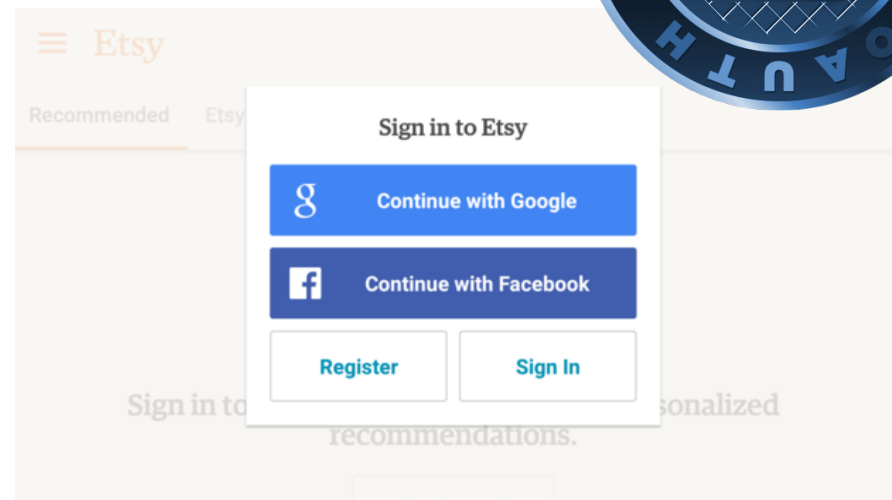 Etsy
Recommended Etsy
Sign in to Etsy
g Continue with Google
f Continue with Facebook
Register Sign In
Sign in to sonalized
recommendations.
OAUTH